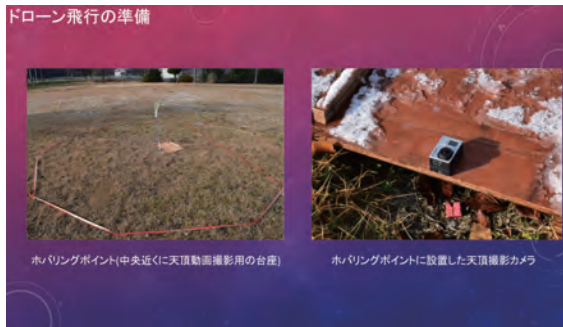 ドローン飛行の準備
ホバリングポイント(中央近くに天頂動画撮影用の台座)
ホバリングポイントに設置した天頂撮影カメラ